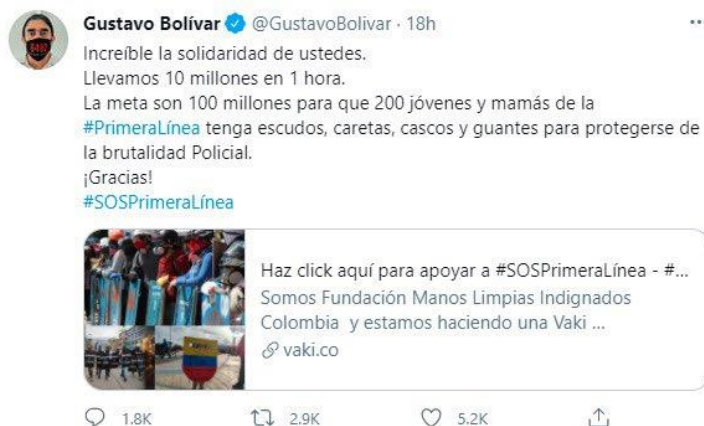 Gustavo Bolívar @GustavoBolivar · 18h
Increíble la solidaridad de ustedes.
Llevamos 10 millones en 1 hora.
La meta son 100 millones para que 200 jóvenes y mamás de la
#PrimeraLínea tenga escudos, caretas, cascos y guantes para protegerse de
la brutalidad Policial.
¡Gracias!
#SOSPrimeraLínea
Haz click aquí para apoyar a #SOSPrimeraLínea - #...
Somos Fundación Manos Limpias Indignados
Colombia y estamos haciendo una Vaki ...
vaki.co
1.8K 2.9K 5.2K